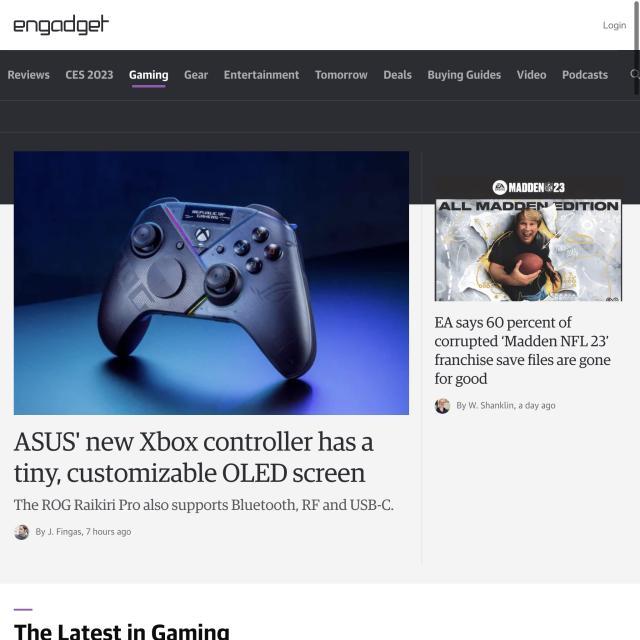 engadget
Login
Reviews CES 2023 Gaming Gear Entertainment Tomorrow Deals Buying Guides Video Podcasts
REPUBLIC OF
GAMERS
EA MADDEN NFL 23
ALL MADDEN EDITION
EA says 60 percent of
corrupted ‘Madden NFL 23’
franchise save files are gone
for good
By W. Shanklin, a day ago
ASUS' new Xbox controller has a
tiny, customizable OLED screen
The ROG Raikiri Pro also supports Bluetooth, RF and USB-C.
By J. Fingas, 7 hours ago
The Latest in Gaming